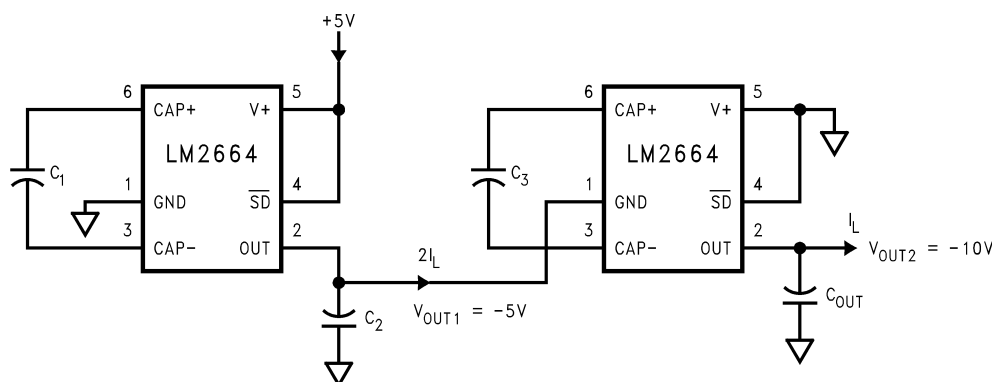 +5V
6
CAP+
V+
5
LM2664
C1
1
GND
SD
4
3
CAP-
OUT
2
2IL
VOUT1 = -5V
C2
6
CAP+
V+
5
LM2664
C3
1
GND
SD
4
3
CAP-
OUT
2
IL
VOUT2 = -10V
COUT